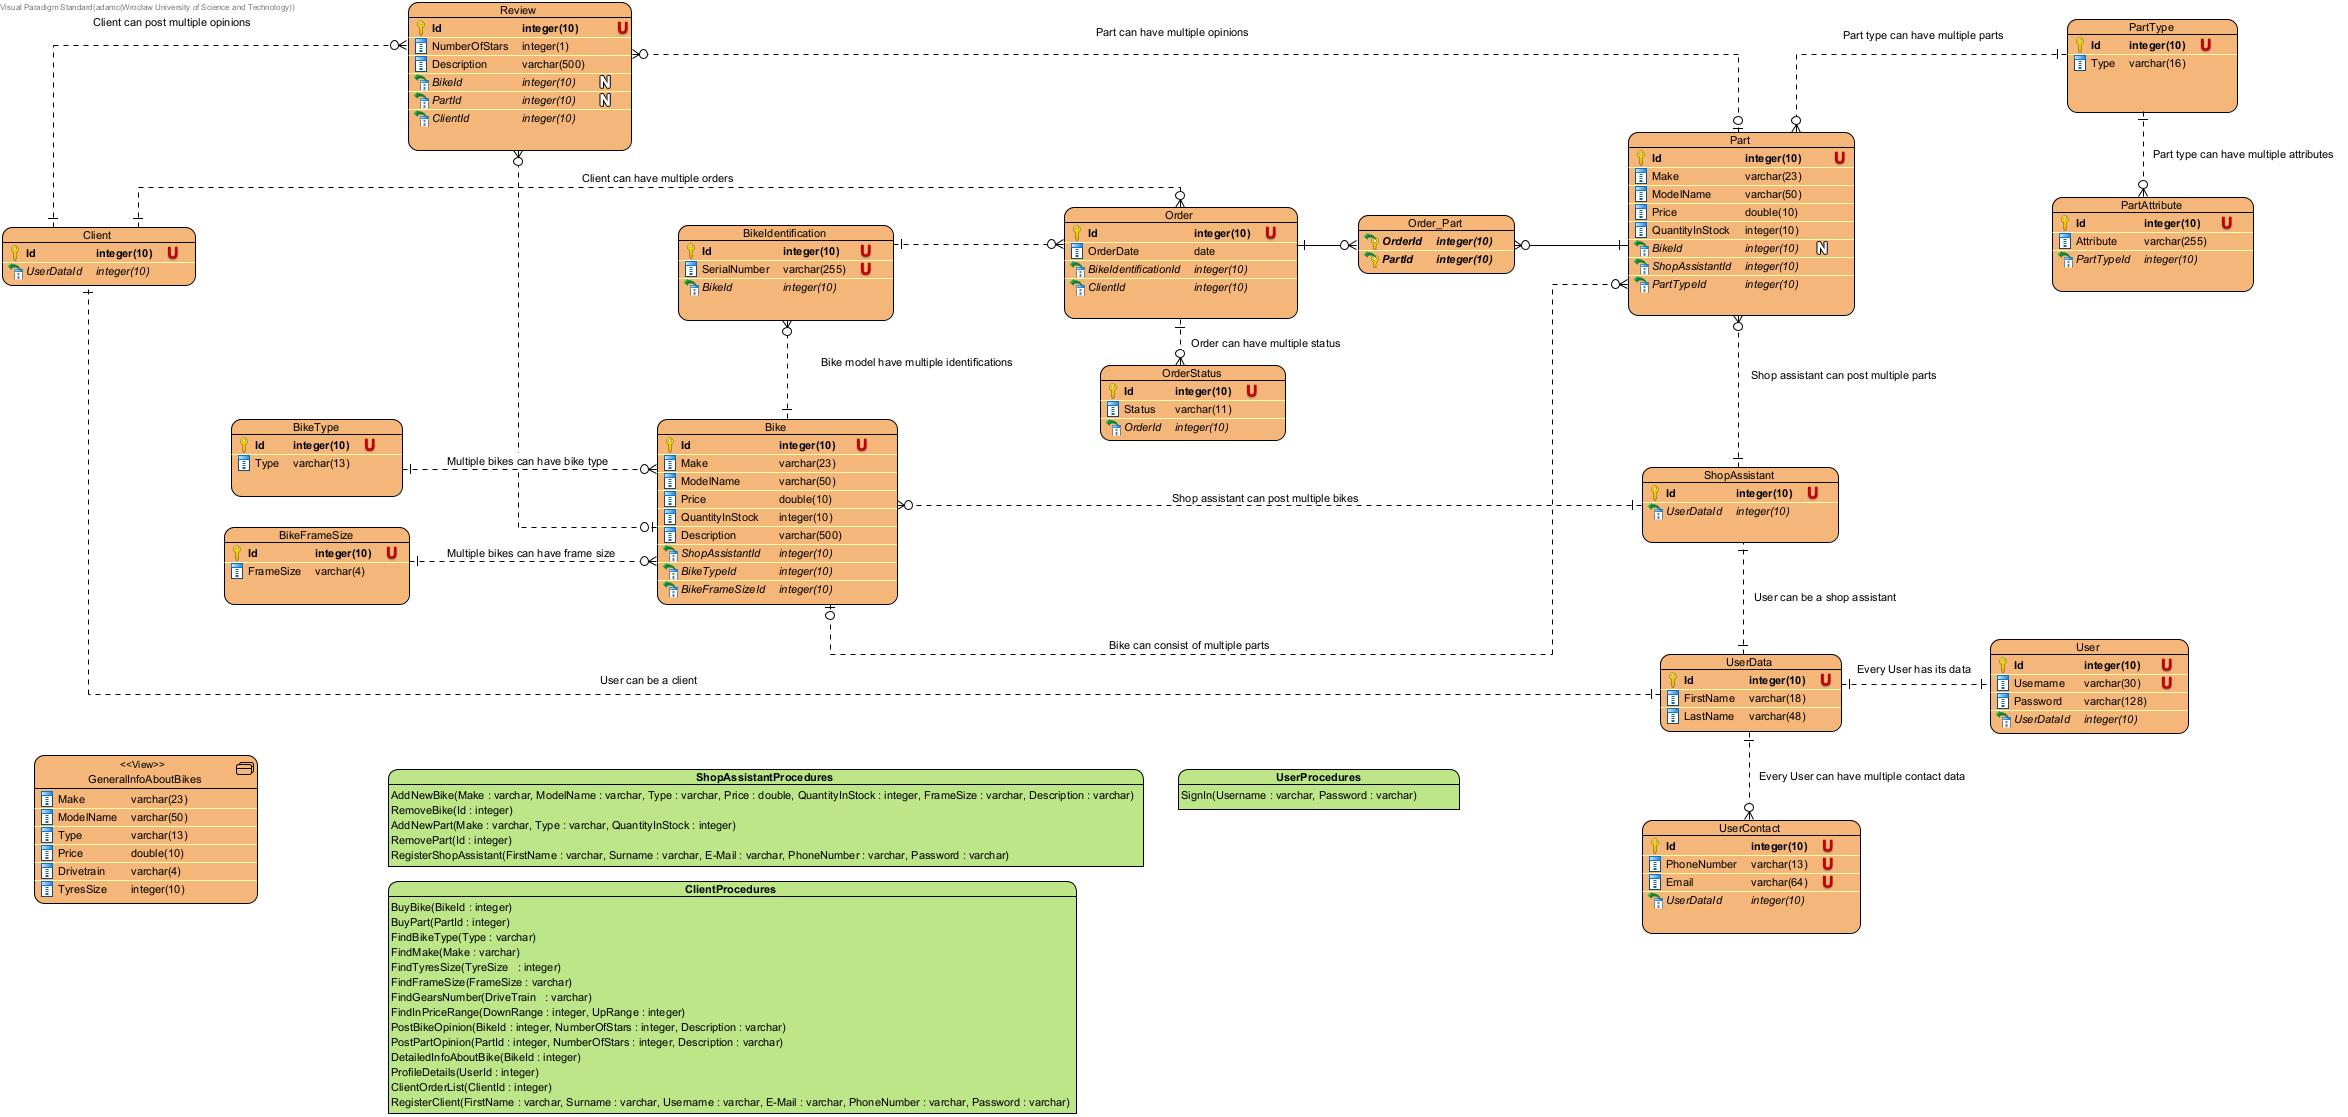 Visual Paradigm Standard(adamo(Wrocław University of Science and Technology))
Client can post multiple opinions
Review
Id integer(10) U
NumberOfStars integer(1)
Description varchar(500)
BikeId integer(10) N
PartId integer(10) N
ClientId integer(10)
Part can have multiple opinions
Part type can have multiple parts
PartType
Id integer(10) U
Type varchar(16)
Part type can have multiple attributes
Part
Id integer(10) U
Make varchar(23)
ModelName varchar(50)
Price double(10)
QuantityInStock integer(10)
BikeId integer(10) N
ShopAssistantId integer(10)
PartTypeId integer(10)
PartAttribute
Id integer(10) U
Attribute varchar(255)
PartTypeId integer(10)
Client can have multiple orders
Client
Id integer(10) U
UserDataId integer(10)
BikeIdentification
Id integer(10) U
SerialNumber varchar(255) U
BikeId integer(10)
Order
Id integer(10) U
OrderDate date
BikeIdentificationId integer(10)
ClientId integer(10)
Order_Part
OrderId integer(10)
PartId integer(10)
Order can have multiple status
Bike model have multiple identifications
OrderStatus
Id integer(10) U
Status varchar(11)
OrderId integer(10)
Shop assistant can post multiple parts
BikeType
Id integer(10) U
Type varchar(13)
Multiple bikes can have bike type
Bike
Id integer(10) U
Make varchar(23)
ModelName varchar(50)
Price double(10)
QuantityInStock integer(10)
Description varchar(500)
ShopAssistantId integer(10)
BikeTypeId integer(10)
BikeFrameSizeId integer(10)
Shop assistant can post multiple bikes
ShopAssistant
Id integer(10) U
UserDataId integer(10)
BikeFrameSize
Id integer(10) U
FrameSize varchar(4)
Multiple bikes can have frame size
User can be a shop assistant
Bike can consist of multiple parts
User can be a client
UserData
Id integer(10) U
FirstName varchar(18)
LastName varchar(48)
Every User has its data
User
Id integer(10) U
Username varchar(30) U
Password varchar(128)
UserDataId integer(10)
Every User can have multiple contact data
UserContact
Id integer(10) U
PhoneNumber varchar(13) U
Email varchar(64) U
UserDataId integer(10)
<<View>>
GeneralInfoAboutBikes
Make varchar(23)
ModelName varchar(50)
Type varchar(13)
Price double(10)
Drivetrain varchar(4)
TyresSize integer(10)
ShopAssistantProcedures
AddNewBike(Make : varchar, ModelName : varchar, Type : varchar, Price : double, QuantityInStock : integer, FrameSize : varchar, Description : varchar)
RemoveBike(Id : integer)
AddNewPart(Make : varchar, Type : varchar, QuantityInStock : integer)
RemovePart(Id : integer)
RegisterShopAssistant(FirstName : varchar, Surname : varchar, E-Mail : varchar, PhoneNumber : varchar, Password : varchar)
UserProcedures
SignIn(Username : varchar, Password : varchar)
ClientProcedures
BuyBike(BikeId : integer)
BuyPart(PartId : integer)
FindBikeType(Type : varchar)
FindMake(Make : varchar)
FindTyresSize(TyreSize : integer)
FindFrameSize(FrameSize : varchar)
FindGearsNumber(DriveTrain : varchar)
FindInPriceRange(DownRange : integer, UpRange : integer)
PostBikeOpinion(BikeId : integer, NumberOfStars : integer, Description : varchar)
PostPartOpinion(PartId : integer, NumberOfStars : integer, Description : varchar)
DetailedInfoAboutBike(BikeId : integer)
ProfileDetails(UserId : integer)
ClientOrderList(ClientId : integer)
RegisterClient(FirstName : varchar, Surname : varchar, Username : varchar, E-Mail : varchar, PhoneNumber : varchar, Password : varchar)